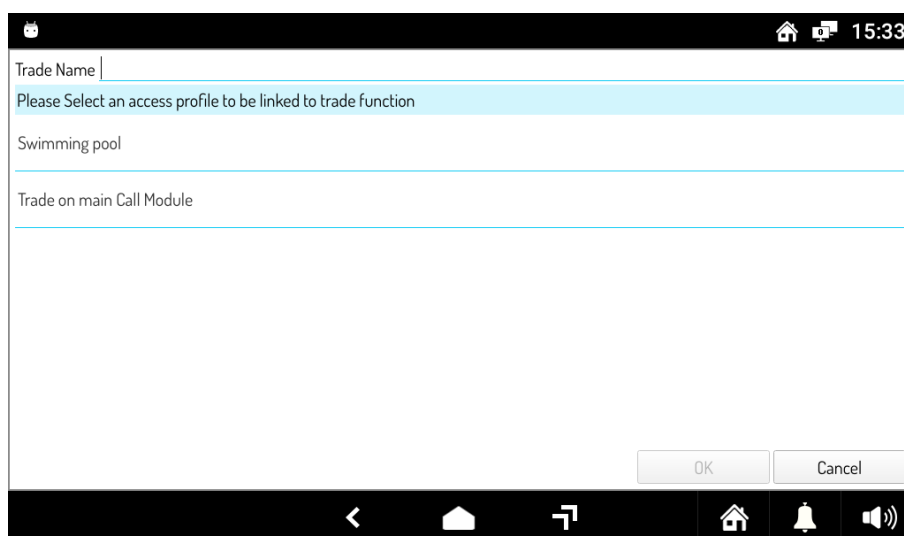 15:33
Trade Name
Please Select an access profile to be linked to trade function
Swimming pool
Trade on main Call Module
OK
Cancel